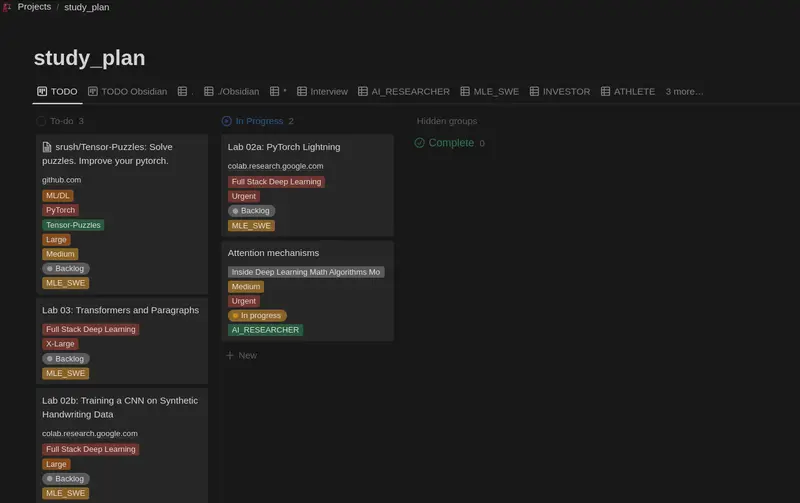 Projects / study_plan
study_plan
TODO TODO Obsidian . ./Obsidian * Interview AI_RESEARCHER MLE_SWE INVESTOR ATHLETE 3 more...
To-do 3
srush/Tensor-Puzzles: Solve
puzzles. Improve your pytorch.
github.com
ML/DL
PyTorch
Tensor-Puzzles
Large
Medium
Backlog
MLE_SWE
Lab 03: Transformers and Paragraphs
Full Stack Deep Learning
X-Large
Backlog
MLE_SWE
Lab 02b: Training a CNN on Synthetic
Handwriting Data
colab.research.google.com
Full Stack Deep Learning
Large
Backlog
MLE_SWE
In Progress 2
Lab 02a: PyTorch Lightning
colab.research.google.com
Full Stack Deep Learning
Urgent
Backlog
MLE_SWE
Attention mechanisms
Inside Deep Learning Math Algorithms Mo
Medium
Urgent
In progress
AI_RESEARCHER
+ New
Hidden groups
Complete 0